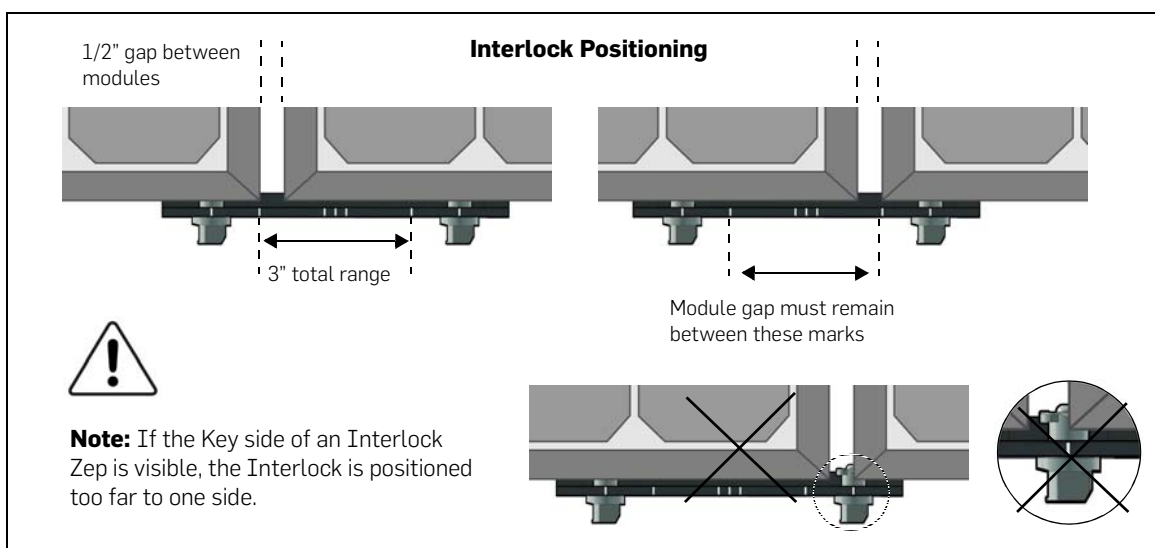 Interlock Positioning
1/2” gap between
modules
3” total range
Module gap must remain
between these marks
Note: If the Key side of an Interlock
Zep is visible, the Interlock is positioned
too far to one side.